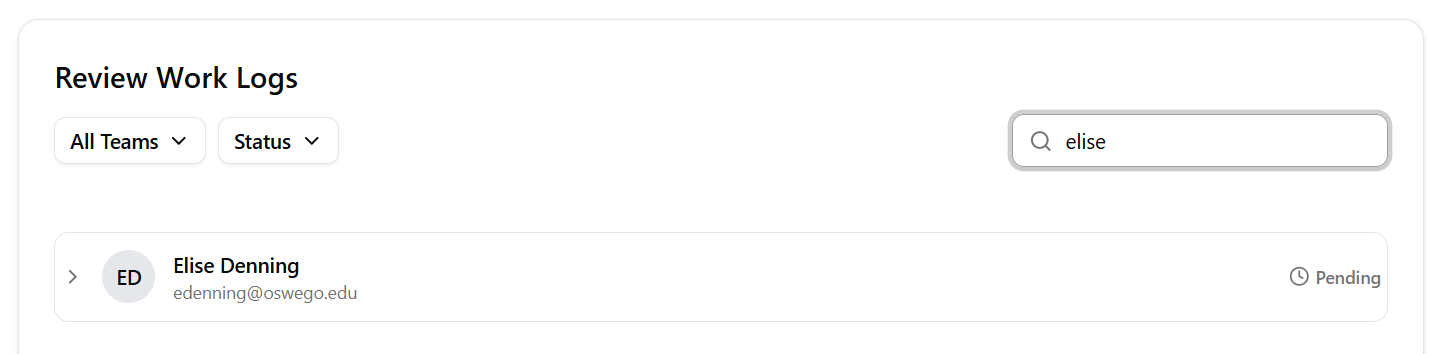 Review Work Logs
All Teams
Status
elise
ED
Elise Denning
edenning@oswego.edu
Pending